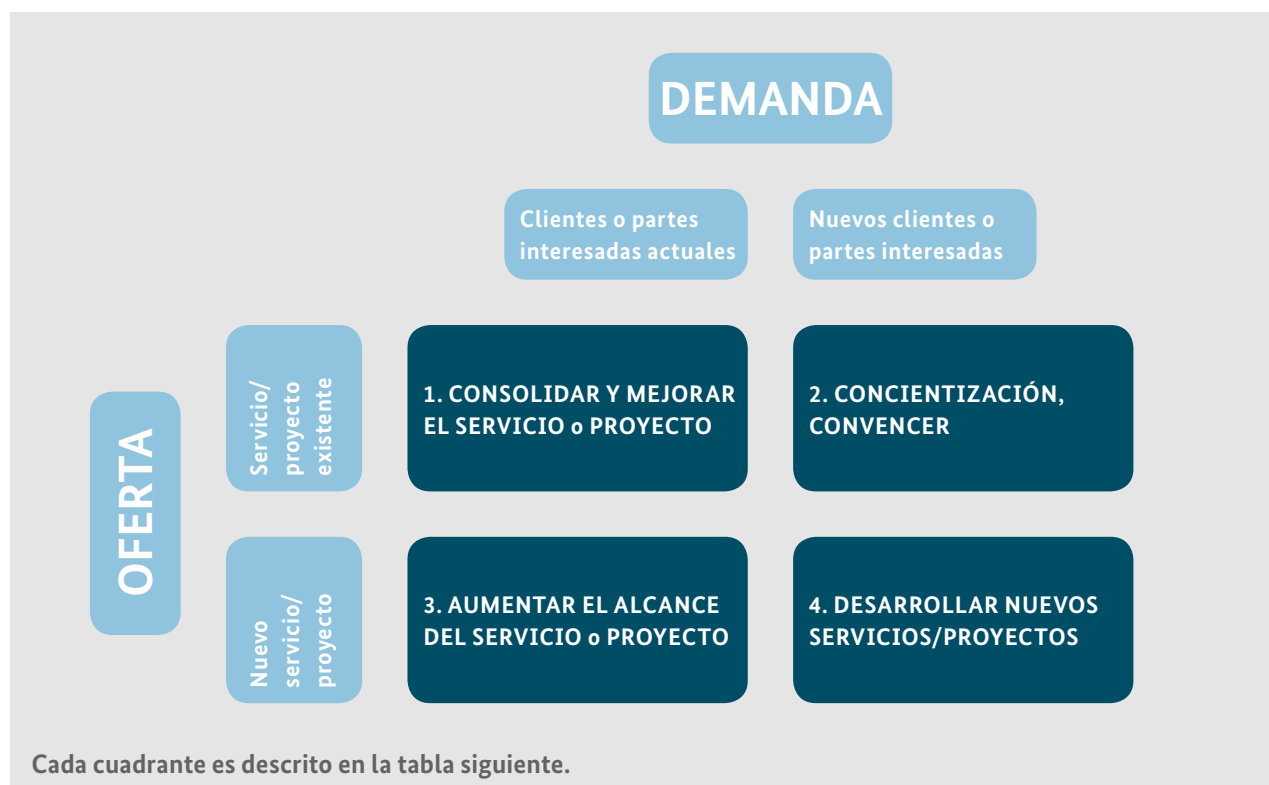 DEMANDA
Clientes o partes
interesadas actuales
Nuevos clientes o
partes interesadas
OFERTA
Servicio/
proyecto
existente
1. CONSOLIDAR Y MEJORAR
EL SERVICIO o PROYECTO
2. CONCIENTIZACIÓN,
CONVENCER
Nuevo
servicio/
proyecto
3. AUMENTAR EL ALCANCE
DEL SERVICIO o PROYECTO
4. DESARROLLAR NUEVOS
SERVICIOS/PROYECTOS
Cada cuadrante es descrito en la tabla siguiente.